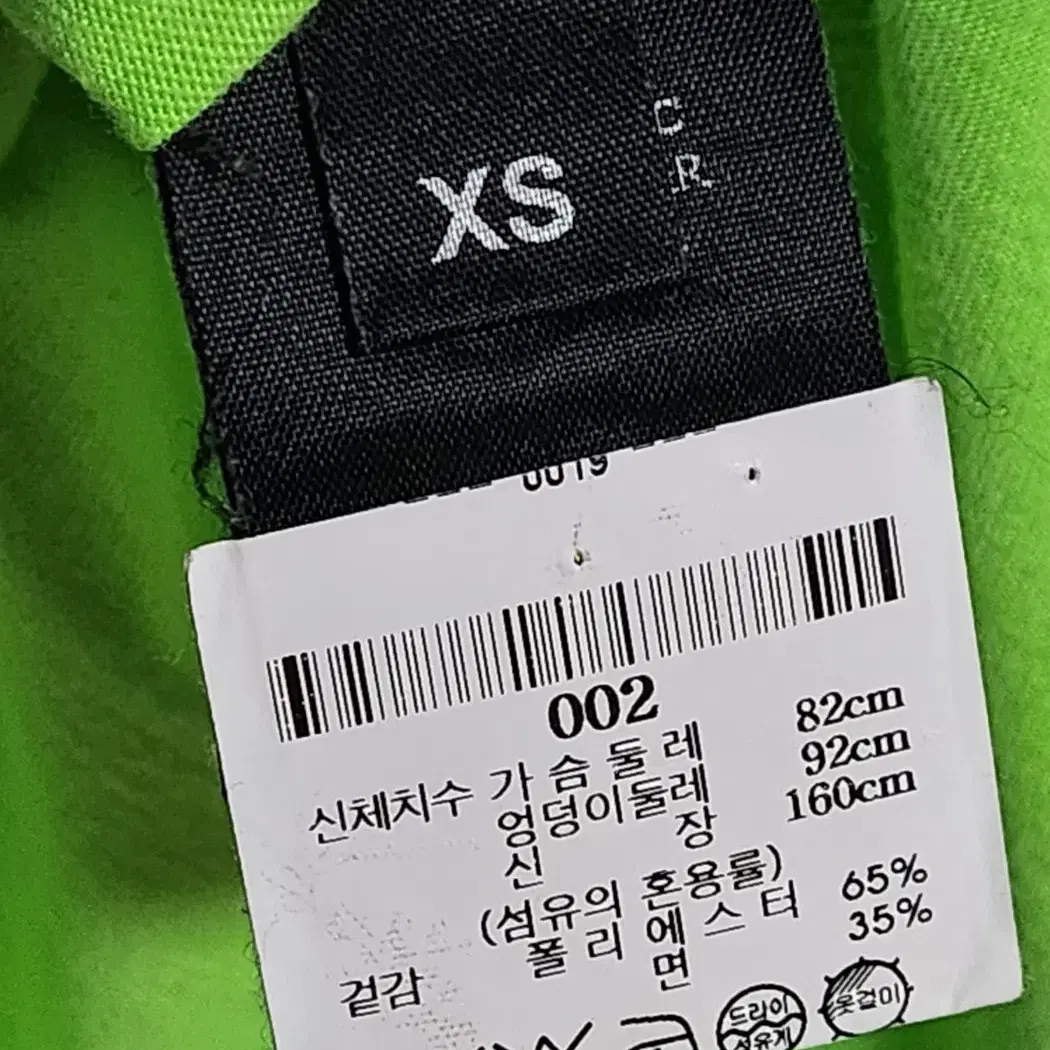 XS
C
R
0019
002
신체치수 가슴둘레 82cm
엉덩이둘레 92cm
신장 160cm
(섬유의 혼용률)
겉감 폴리에스터 65%
면 35%
드라이
옷걸이